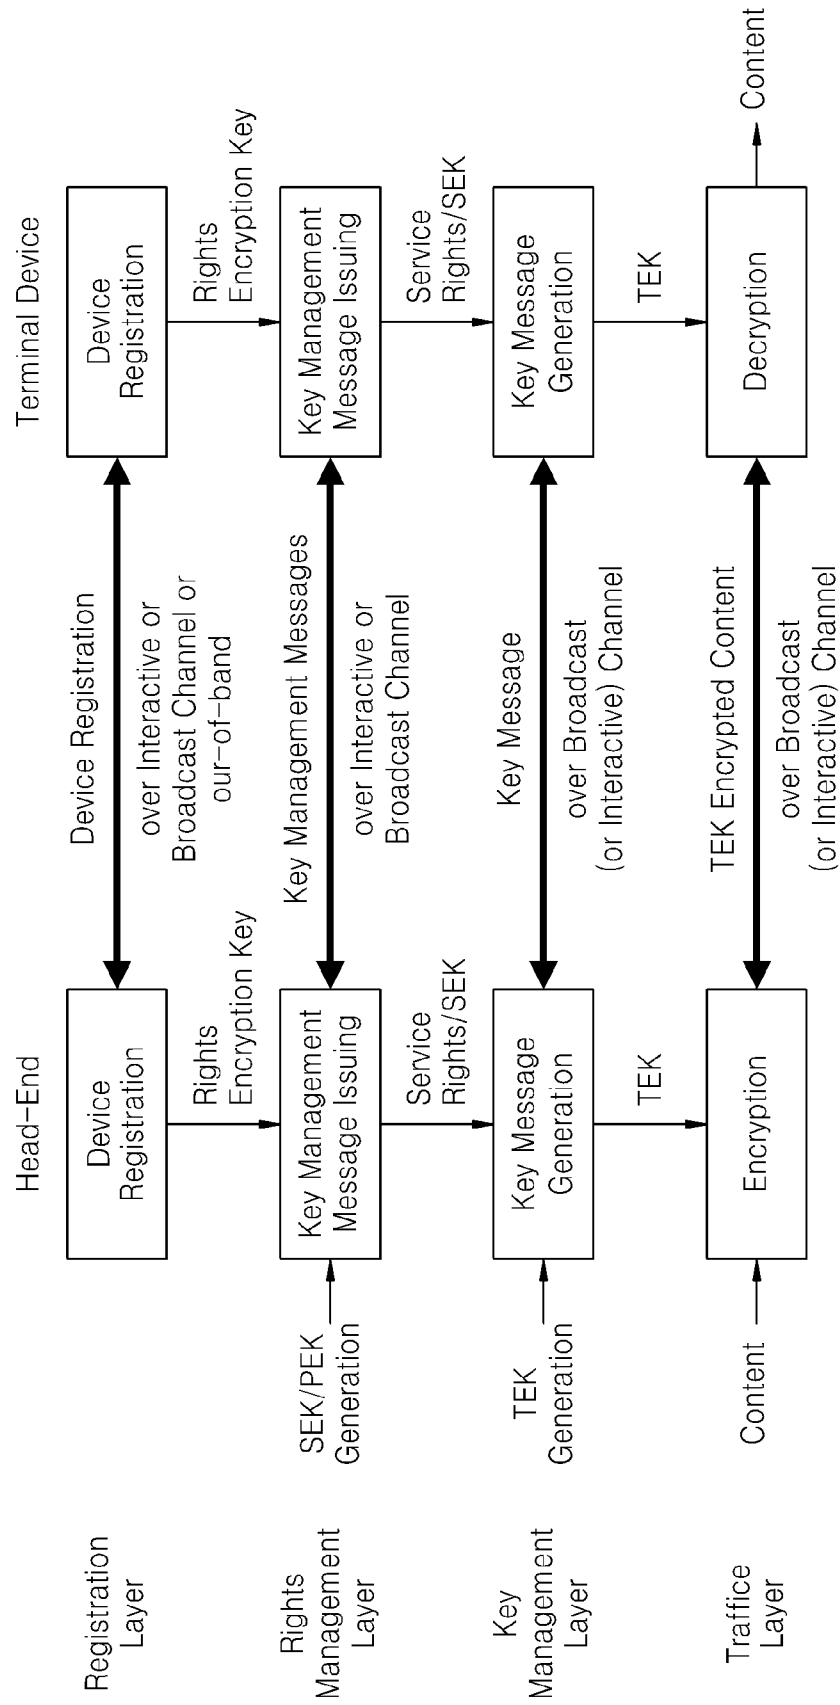 Head-End
Terminal Device
Registration
Layer
Device
Registration
Device Registration
over Interactive or
Broadcast Channel or
our-of-band
Device
Registration
Rights
Encryption Key
Rights
Encryption Key
Rights
Management
Layer
SEK/PEK
Generation
Key Management
Message Issuing
Key Management Messages
over Interactive or
Broadcast Channel
Key Management
Message Issuing
Service
Rights/SEK
Service
Rights/SEK
Key
Management
Layer
TEK
Generation
Key Message
Generation
Key Message
over Broadcast
(or Interactive) Channel
Key Message
Generation
TEK
TEK
Traffice
Layer
Content
Encryption
TEK Encrypted Content
over Broadcast
(or Interactive) Channel
Decryption
Content